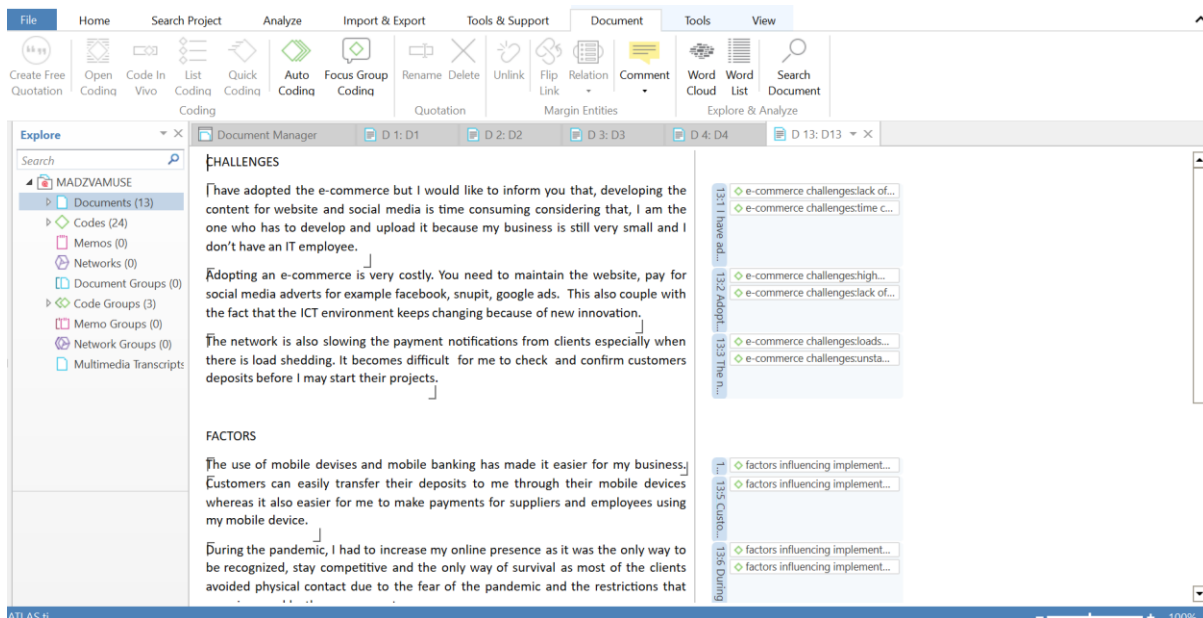 File Home Search Project Analyze Import & Export Tools & Support Document Tools View
Create Free Quotation
Open Coding
Code In Vivo
List Coding
Quick Coding
Auto Coding
Focus Group Coding
Rename Delete
Unlink
Flip Link
Relation
Comment
Word Cloud
Word List
Search Document
Coding Quotation Margin Entities Explore & Analyze
Explore
Document Manager D 1: D1 D 2: D2 D 3: D3 D 4: D4 D 13: D13
Search
MADZVAMUSE
Documents (13)
Codes (24)
Memos (0)
Networks (0)
Document Groups (0)
Code Groups (3)
Memo Groups (0)
Network Groups (0)
Multimedia Transcripts
CHALLENGES
I have adopted the e-commerce but I would like to inform you that, developing the
content for website and social media is time consuming considering that, I am the
one who has to develop and upload it because my business is still very small and I
don't have an IT employee.
Adopting an e-commerce is very costly. You need to maintain the website, pay for
social media adverts for example facebook, snupit, google ads. This also couple with
the fact that the ICT environment keeps changing because of new innovation.
The network is also slowing the payment notifications from clients especially when
there is load shedding. It becomes difficult for me to check and confirm customers
deposits before I may start their projects.
FACTORS
The use of mobile devises and mobile banking has made it easier for my business.
Customers can easily transfer their deposits to me through their mobile devices
whereas it also easier for me to make payments for suppliers and employees using
my mobile device.
During the pandemic, I had to increase my online presence as it was the only way to
be recognized, stay competitive and the only way of survival as most of the clients
avoided physical contact due to the fear of the pandemic and the restrictions that
13:1 I have ad...
e-commerce challenges:lack of...
e-commerce challenges:time c...
13:2 Adopt...
e-commerce challenges:high...
e-commerce challenges:lack of...
13:3 The n...
e-commerce challenges:loads...
e-commerce challenges:unsta...
1...
factors influencing implement...
13:5 Custo...
factors influencing implement...
13:6 During
factors influencing implement...
factors influencing implement...
ATLAS.ti
100%